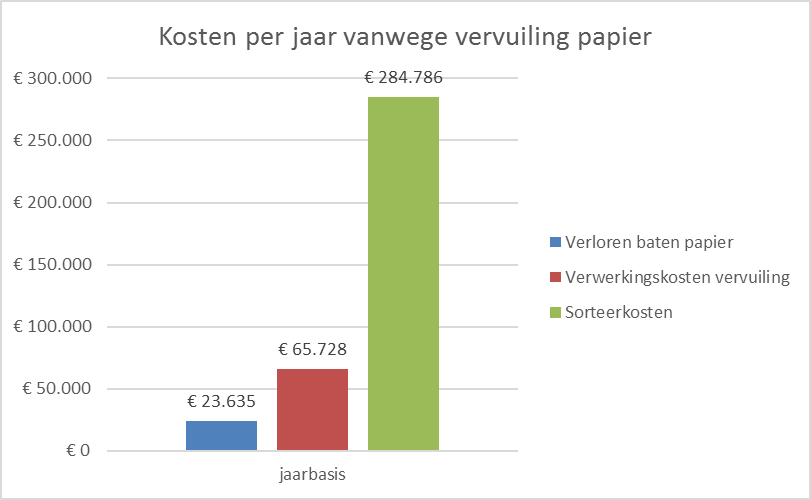 Kosten per jaar vanwege vervuiling papier
€ 300.000
€ 250.000
€ 200.000
€ 150.000
€ 100.000
€ 50.000
€ 0
€ 23.635
€ 65.728
€ 284.786
jaarbasis
Verloren baten papier
Verwerkingskosten vervuiling
Sorteerkosten